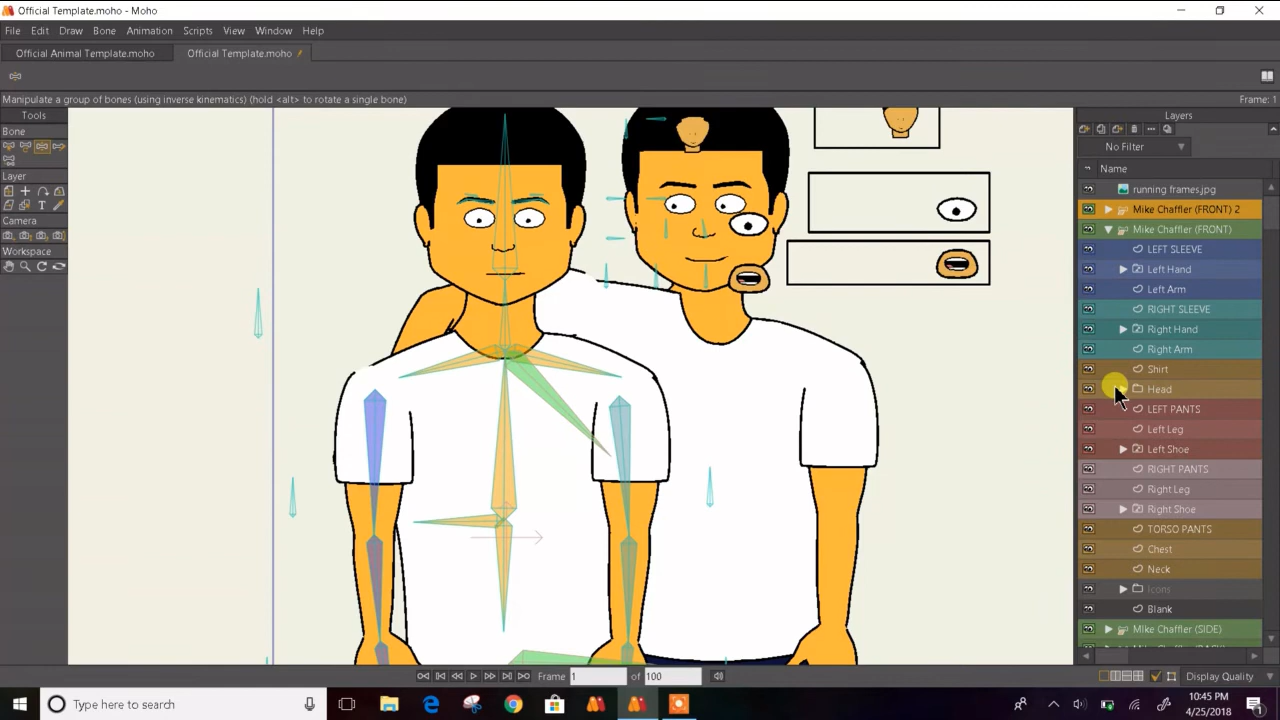 Official Template.moho - Moho
File Edit Draw Bone Animation Scripts View Window Help
Official Animal Template.moho Official Template.moho
Manipulate a group of bones (using inverse kinematics) (hold <alt> to rotate a single bone) Frame: 1
Tools
Bone
Layer
T
Camera
Workspace
Layers
No Filter
Name
running frames.jpg
Mike Chaffler (FRONT) 2
Mike Chaffler (FRONT)
LEFT SLEEVE
Left Hand
Left Arm
RIGHT SLEEVE
Right Hand
Right Arm
Shirt
Head
LEFT PANTS
Left Leg
Left Shoe
RIGHT PANTS
Right Leg
Right Shoe
TORSO PANTS
Chest
Neck
Icons
Blank
Mike Chaffler (SIDE)
Frame 1 of 100 Display Quality
Type here to search
10:45 PM
4/25/2018